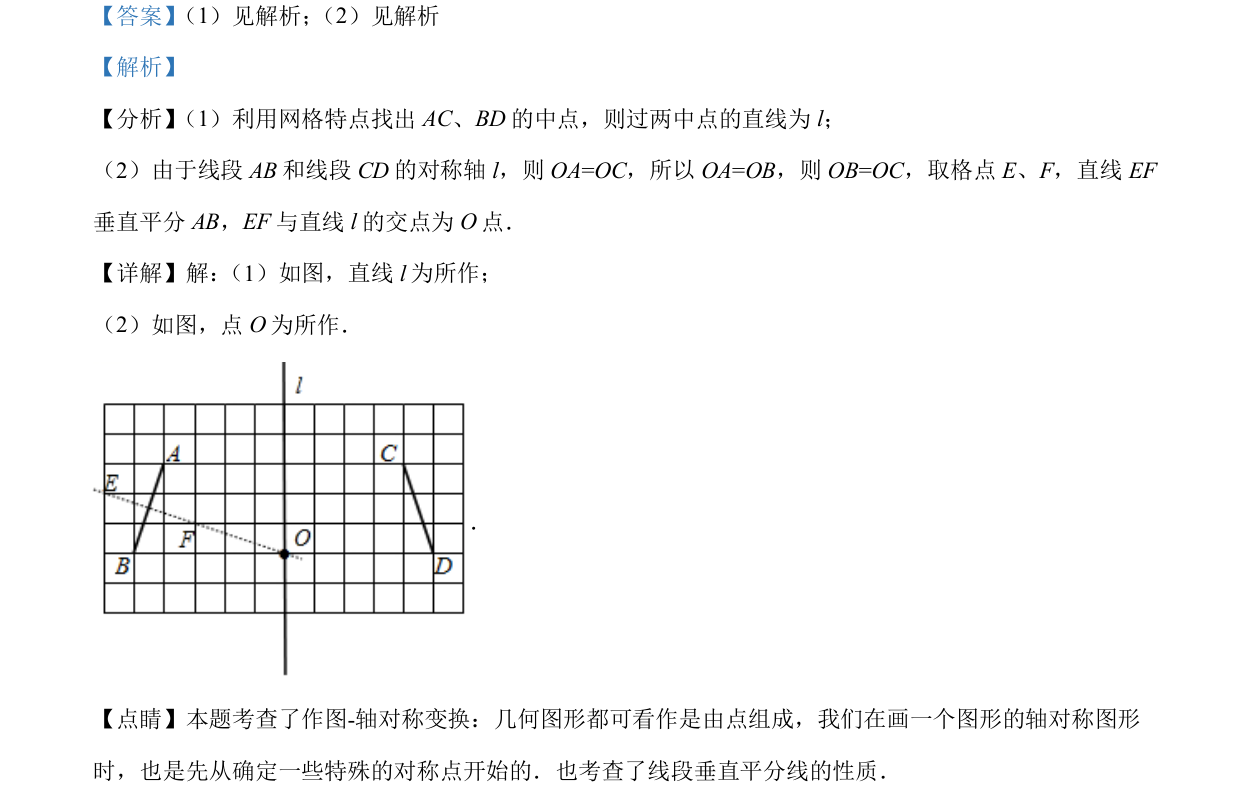 【答案】（1）见解析；（2）见解析
【解析】
【分析】（1）利用网格特点找出 AC、BD 的中点，则过两中点的直线为 l；
（2）由于线段 AB 和线段 CD 的对称轴 l，则 OA=OC，所以 OA=OB，则 OB=OC，取格点 E、F，直线 EF
垂直平分 AB，EF 与直线 l 的交点为 O 点．
【详解】解：（1）如图，直线 l 为所作；
（2）如图，点 O 为所作．
l
A
C
E
F
O
B
D
．
【点睛】本题考查了作图-轴对称变换：几何图形都可看作是由点组成，我们在画一个图形的轴对称图形
时，也是先从确定一些特殊的对称点开始的．也考查了线段垂直平分线的性质．